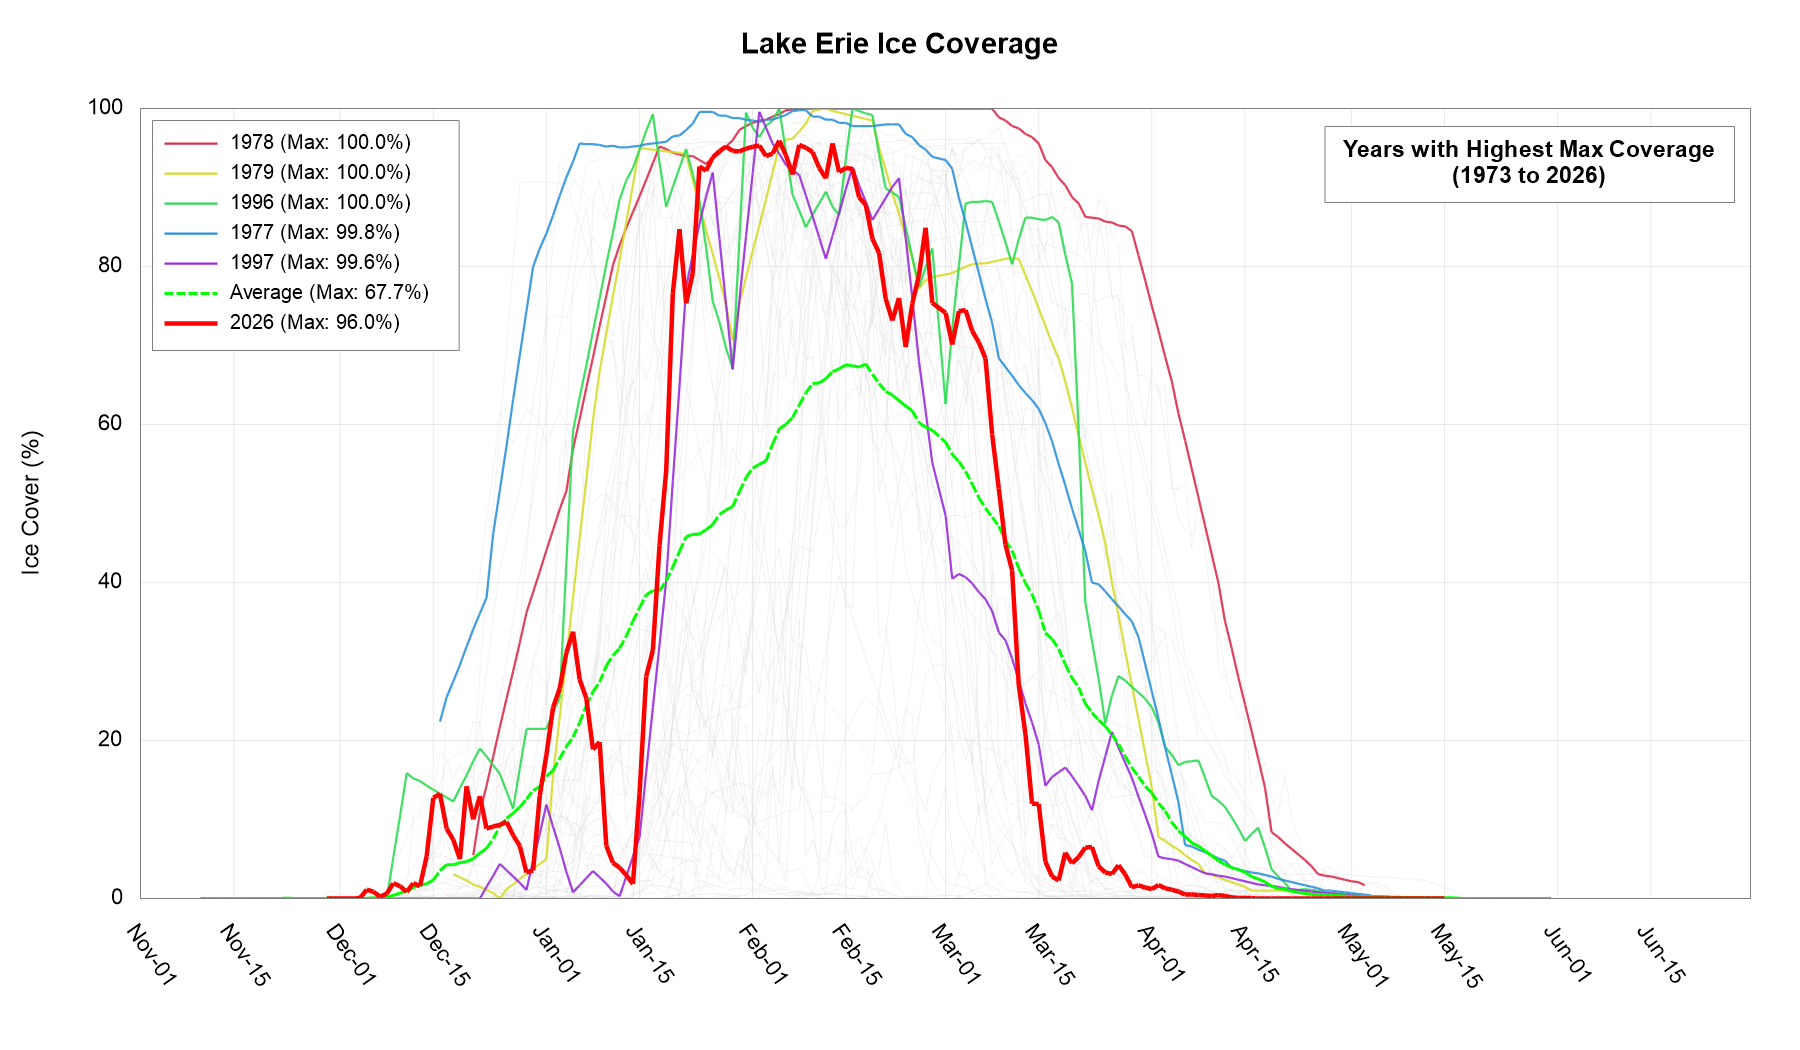 Lake Erie Ice Coverage
100
80
60
40
20
0
Ice Cover (%)
1978 (Max: 100.0%)
1979 (Max: 100.0%)
1996 (Max: 100.0%)
1977 (Max: 99.8%)
1997 (Max: 99.6%)
Average (Max: 67.7%)
2026 (Max: 96.0%)
Years with Highest Max Coverage
(1973 to 2026)
Nov-01
Nov-15
Dec-01
Dec-15
Jan-01
Jan-15
Feb-01
Feb-15
Mar-01
Mar-15
Apr-01
Apr-15
May-01
May-15
Jun-01
Jun-15